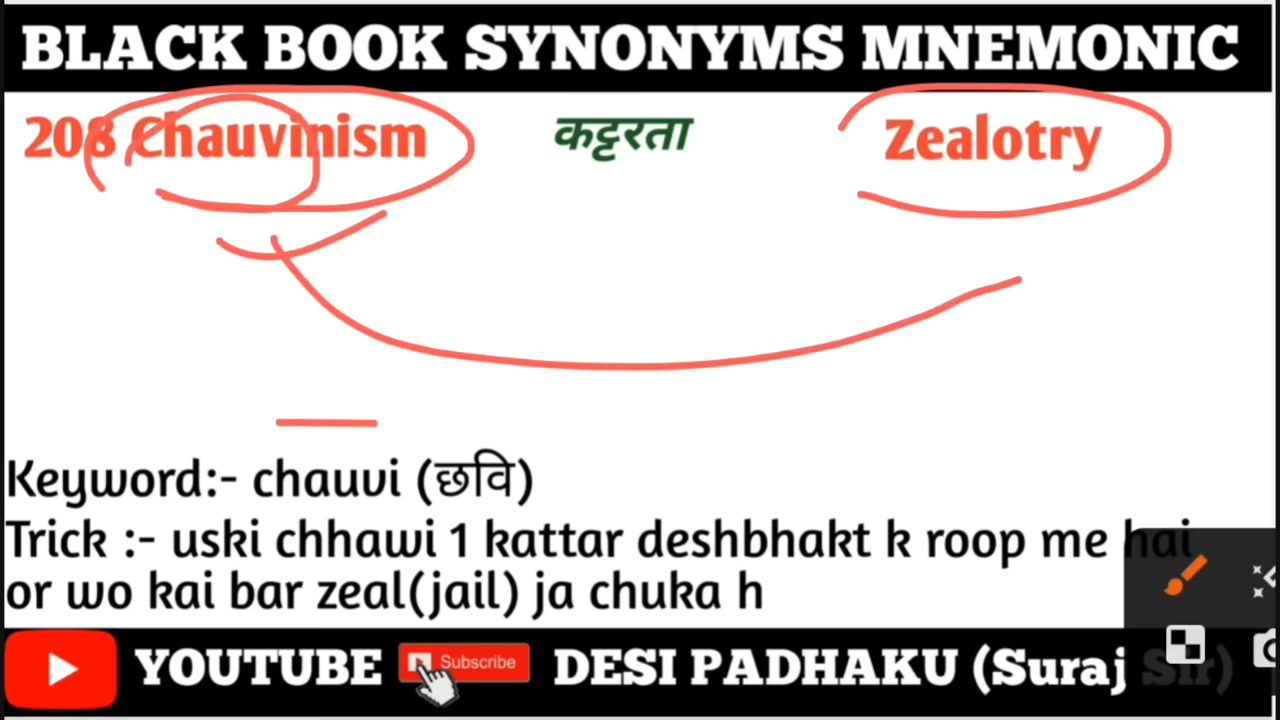 BLACK BOOK SYNONYMS MNEMONIC
208 Chauvinism कट्टरता Zealotry
Keyword:- chauvi (छवि)
Trick :- uski chhawi 1 kattar deshbhakt k roop me hai
or wo kai bar zeal(jail) ja chuka h
YOUTUBE Subscribe DESI PADHAKU (Suraj Sir)